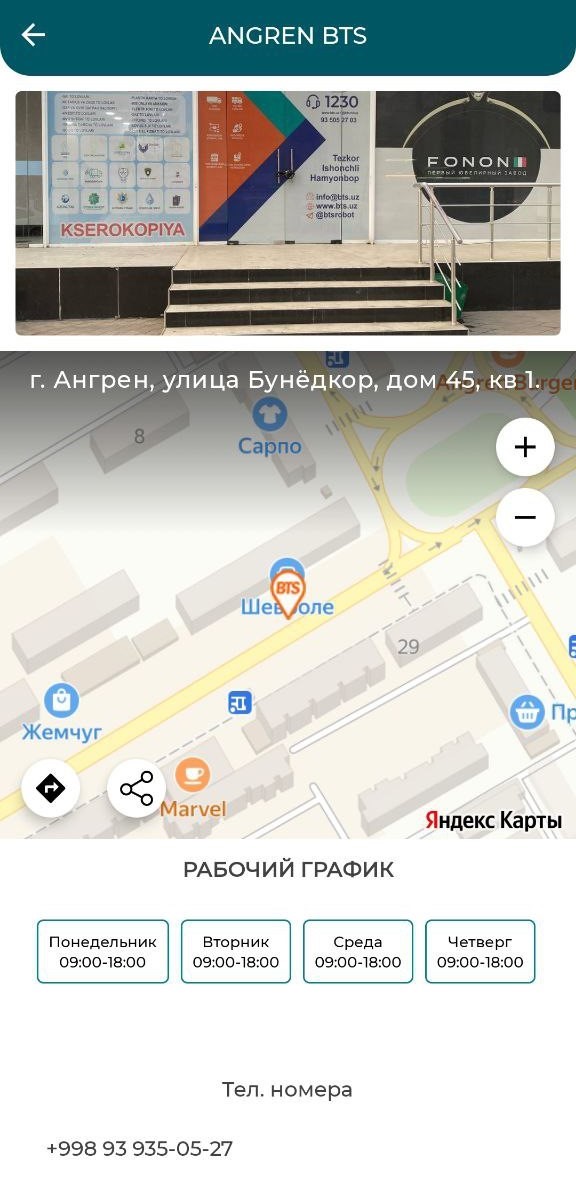 ANGREN BTS
KSEROKOPIYA
1230
93 505 27 03
Tezkor
Ishonchli
Hamyonbop
info@bts.uz
www.bts.uz
@btsrobot
FONON
ПЕРВЫЙ ЮВЕЛИРНЫЙ ЗАВОД
г. Ангрен, улица Бунёдкор, дом 45, кв 1.
8
Сарпо
BTS
29
Жемчуг
Marvel
Яндекс Карты
РАБОЧИЙ ГРАФИК
Понедельник
09:00-18:00
Вторник
09:00-18:00
Среда
09:00-18:00
Четверг
09:00-18:00
Тел. номера
+998 93 935-05-27